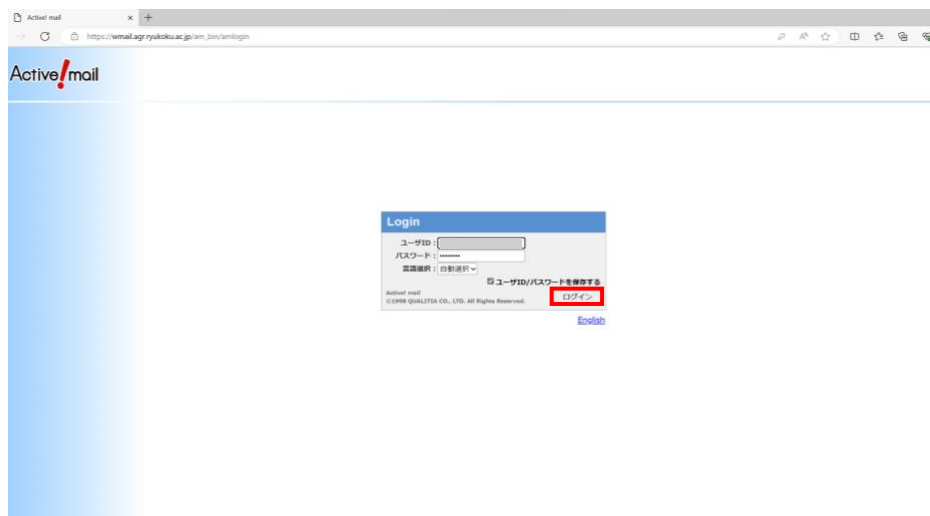 Active! mail
https://wmail.agr.ryukoku.ac.jp/am_bin/amlogin
Active! mail
Login
ユーザID :
パスワード : ••••••••
言語選択 : 自動選択
ユーザID/パスワードを保存する
Active! mail
©1998 QUALITIA CO., LTD. All Rights Reserved.
ログイン
English